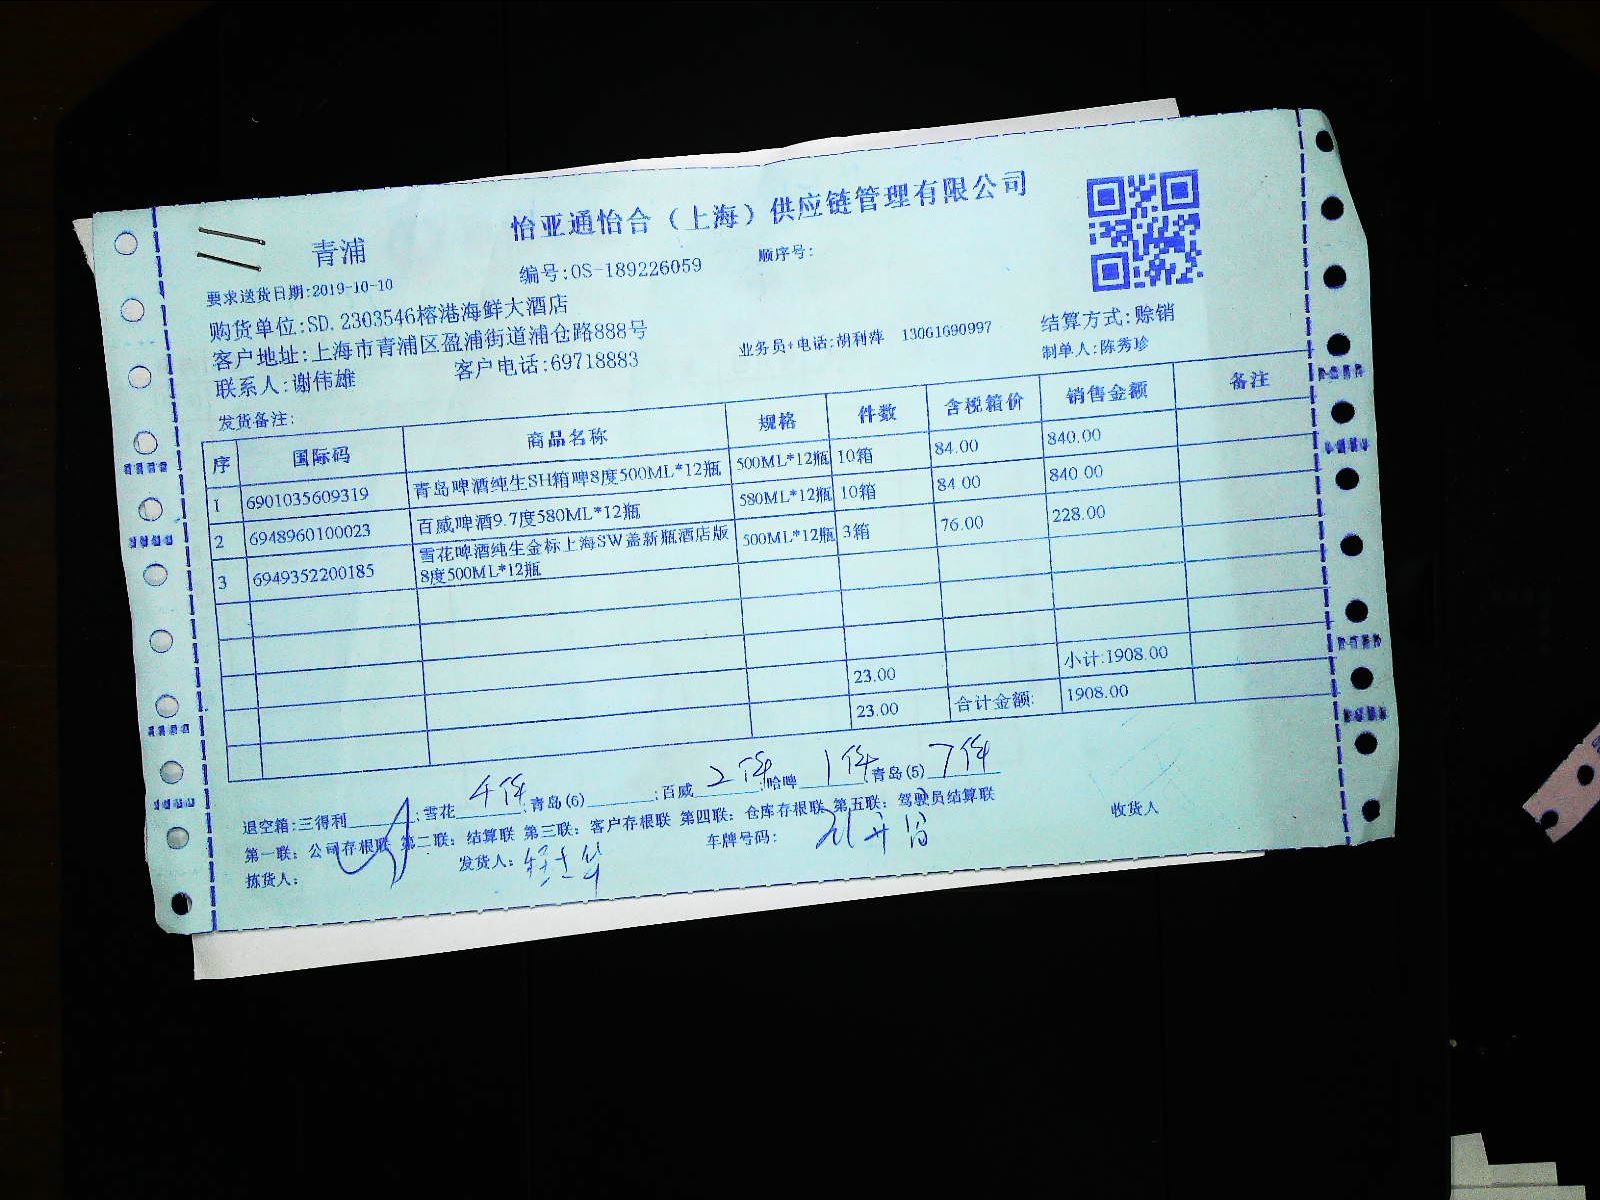 怡亚通怡合（上海）供应链管理有限公司
青浦
编号:OS-189226059 顺序号:
要求送货日期:2019-10-10
购货单位:SD.2303546榕港海鲜大酒店
客户地址:上海市青浦区盈浦街道浦仓路888号
业务员+电话:胡利萍 13061690997 结算方式:赊销
联系人:谢伟雄 客户电话:69718883 制单人:陈秀珍
发货备注:
序 国际码 商品名称 规格 件数 含税箱价 销售金额 备注
1 6901035609319 青岛啤酒纯生SH箱啤8度500ML*12瓶 500ML*12瓶 10箱 84.00 840.00
2 6948960100023 百威啤酒9.7度580ML*12瓶 580ML*12瓶 10箱 84.00 840.00
3 6949352200185 雪花啤酒纯生金标上海SW盖新瓶酒店版 500ML*12瓶 3箱 76.00 228.00
8度500ML*12瓶
23.00 小计:1908.00
23.00 合计金额: 1908.00
退空箱:三得利 ;雪花 4件 ;青岛(6) ;百威 2件 ;哈啤 1件 青岛(5) 7件
第一联: 公司存根联 第二联: 结算联 第三联: 客户存根联 第四联: 仓库存根联 第五联: 驾驶员结算联
拣货人: 发货人: 车牌号码: 收货人